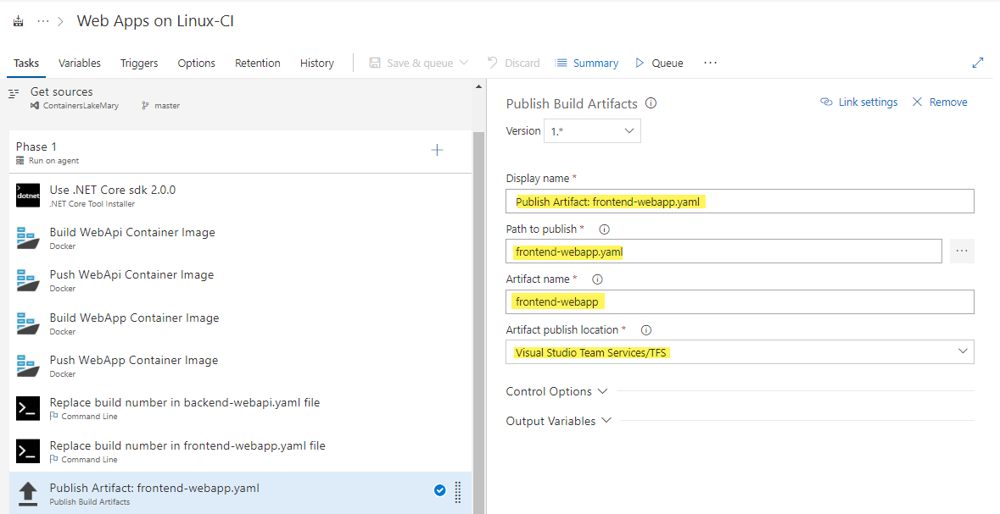 ··· > Web Apps on Linux-CI
Tasks Variables Triggers Options Retention History Save & queue Discard Summary Queue ···
Get sources
ContainersLakeMary master
Phase 1
Run on agent
dotnet
Use .NET Core sdk 2.0.0
.NET Core Tool Installer
Build WebApi Container Image
Docker
Push WebApi Container Image
Docker
Build WebApp Container Image
Docker
Push WebApp Container Image
Docker
Replace build number in backend-webapi.yaml file
Command Line
Replace build number in frontend-webapp.yaml file
Command Line
Publish Artifact: frontend-webapp.yaml
Publish Build Artifacts
Publish Build Artifacts
Link settings Remove
Version 1.*
Display name *
Publish Artifact: frontend-webapp.yaml
Path to publish *
frontend-webapp.yaml
···
Artifact name *
frontend-webapp
Artifact publish location *
Visual Studio Team Services/TFS
Control Options
Output Variables